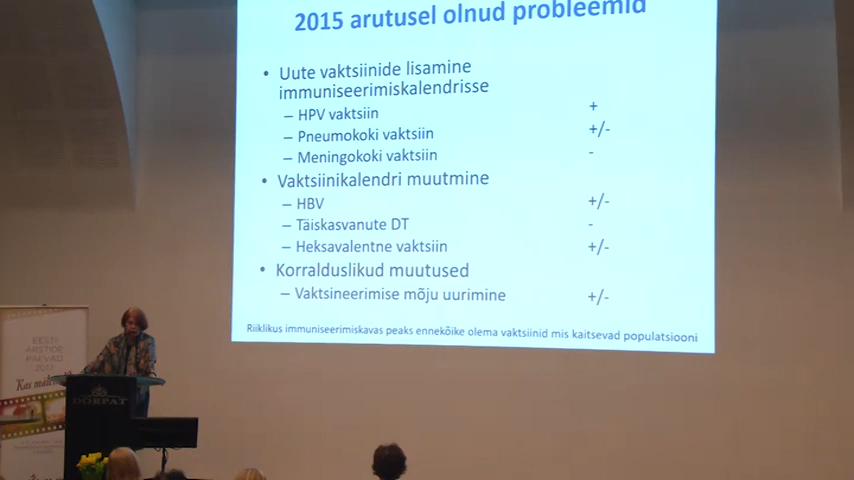 2015 arutusel olnud probleemid
• Uute vaktsiinide lisamine
immuniseerimiskalendrisse
– HPV vaktsiin +
– Pneumokoki vaktsiin +/-
– Meningokoki vaktsiin -
• Vaktsiinikalendri muutmine
– HBV +/-
– Täiskasvanute DT -
– Heksavalentne vaktsiin +/-
• Korralduslikud muutused
– Vaktsineerimise mõju uurimine +/-
Riiklikus immuniseerimiskavas peaks ennekõike olema vaktsiinid mis kaitsevad populatsiooni
EESTI
ARSTIDE
PÄEVAD
Kas
DORPAT